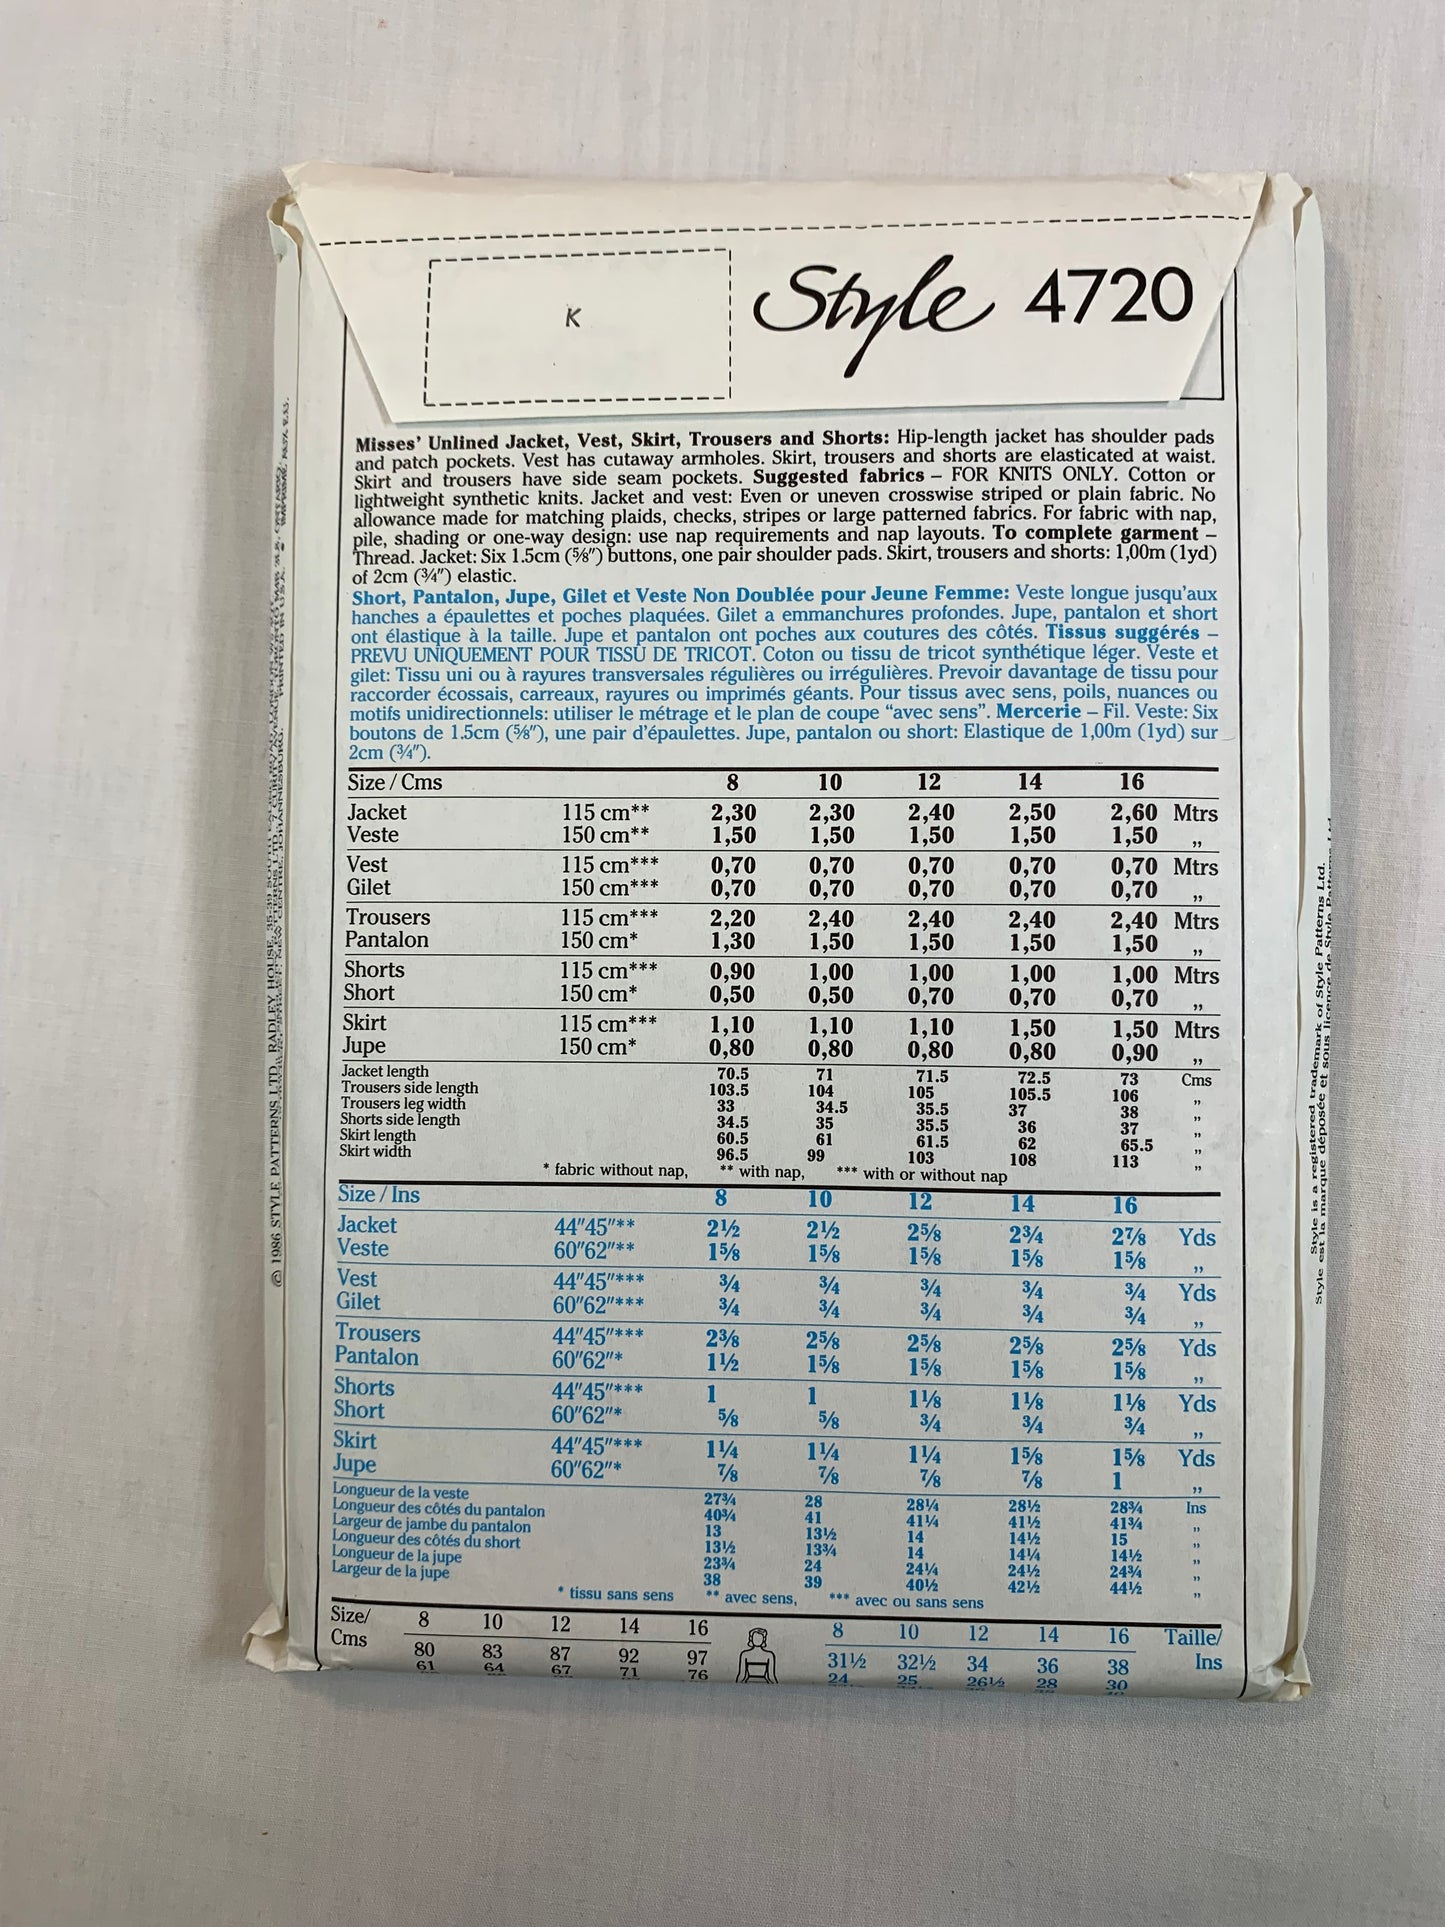 K
Style 4720
Misses' Unlined Jacket, Vest, Skirt, Trousers and Shorts: Hip-length jacket has shoulder pads
and patch pockets. Vest has cutaway armholes. Skirt, trousers and shorts are elasticated at waist.
Skirt and trousers have side seam pockets. Suggested fabrics – FOR KNITS ONLY. Cotton or
lightweight synthetic knits. Jacket and vest: Even or uneven crosswise striped or plain fabric. No
allowance made for matching plaids, checks, stripes or large patterned fabrics. For fabric with nap,
pile, shading or one-way design: use nap requirements and nap layouts. To complete garment –
Thread. Jacket: Six 1.5cm (⅝″) buttons, one pair shoulder pads. Skirt, trousers and shorts: 1,00m (1yd)
of 2cm (¾″) elastic.
Short, Pantalon, Jupe, Gilet et Veste Non Doublée pour Jeune Femme: Veste longue jusqu'aux
hanches a épaulettes et poches plaquées. Gilet a emmanchures profondes. Jupe, pantalon et short
ont élastique à la taille. Jupe et pantalon ont poches aux coutures des côtés. Tissus suggérés –
PREVU UNIQUEMENT POUR TISSU DE TRICOT. Coton ou tissu de tricot synthétique léger. Veste et
gilet: Tissu uni ou à rayures transversales régulières ou irrégulières. Prevoir davantage de tissu pour
raccorder écossais, carreaux, rayures ou imprimés géants. Pour tissus avec sens, poils, nuances ou
motifs unidirectionnels: utiliser le métrage et le plan de coupe “avec sens”. Mercerie – Fil. Veste: Six
boutons de 1.5cm (⅝″), une pair d'épaulettes. Jupe, pantalon ou short: Elastique de 1,00m (1yd) sur
2cm (¾″).
Size / Cms 8 10 12 14 16
Jacket 115 cm** 2,30 2,30 2,40 2,50 2,60 Mtrs
Veste 150 cm** 1,50 1,50 1,50 1,50 1,50 ,,
Vest 115 cm*** 0,70 0,70 0,70 0,70 0,70 Mtrs
Gilet 150 cm*** 0,70 0,70 0,70 0,70 0,70 ,,
Trousers 115 cm*** 2,20 2,40 2,40 2,40 2,40 Mtrs
Pantalon 150 cm* 1,30 1,50 1,50 1,50 1,50 ,,
Shorts 115 cm*** 0,90 1,00 1,00 1,00 1,00 Mtrs
Short 150 cm* 0,50 0,50 0,70 0,70 0,70 ,,
Skirt 115 cm*** 1,10 1,10 1,10 1,50 1,50 Mtrs
Jupe 150 cm* 0,80 0,80 0,80 0,80 0,90 ,,
Jacket length 70.5 71 71.5 72.5 73 Cms
Trousers side length 103.5 104 105 105.5 106 ,,
Trousers leg width 33 34.5 35.5 37 38 ,,
Shorts side length 34.5 35 35.5 36 37 ,,
Skirt length 60.5 61 61.5 62 65.5 ,,
Skirt width 96.5 99 103 108 113 ,,
* fabric without nap, ** with nap, *** with or without nap
Size / Ins 8 10 12 14 16
Jacket 44″45″** 2½ 2½ 2⅝ 2¾ 2⅞ Yds
Veste 60″62″** 1⅝ 1⅝ 1⅝ 1⅝ 1⅝ ,,
Vest 44″45″*** ¾ ¾ ¾ ¾ ¾ Yds
Gilet 60″62″*** ¾ ¾ ¾ ¾ ¾ ,,
Trousers 44″45″*** 2⅜ 2⅝ 2⅝ 2⅝ 2⅝ Yds
Pantalon 60″62″* 1½ 1⅝ 1⅝ 1⅝ 1⅝ ,,
Shorts 44″45″*** 1 1 1⅛ 1⅛ 1⅛ Yds
Short 60″62″* ⅝ ⅝ ¾ ¾ ¾ ,,
Skirt 44″45″*** 1¼ 1¼ 1¼ 1⅝ 1⅝ Yds
Jupe 60″62″* ⅞ ⅞ ⅞ ⅞ 1 ,,
Longueur de la veste 27¾ 28 28¼ 28½ 28¾ Ins
Longueur des côtés du pantalon 40¾ 41 41¼ 41½ 41¾ ,,
Largeur de jambe du pantalon 13 13½ 14 14½ 15 ,,
Longueur des côtés du short 13½ 13¾ 14 14¼ 14½ ,,
Longueur de la jupe 23¾ 24 24¼ 24½ 24¾ ,,
Largeur de la jupe 38 39 40½ 42½ 44½ ,,
* tissu sans sens ** avec sens, *** avec ou sans sens
Size/ 8 10 12 14 16 8 10 12 14 16 Taille/
Cms 80 83 87 92 97 31½ 32½ 34 36 38 Ins
61 64 67 71 76 24 25 26½ 28 30
© 1986 STYLE PATTERNS LTD. RADLEY HOUSE,
Style is a registered trademark of Style Patterns Ltd.
Style est la marque déposée et sous licence de Style Patterns Ltd